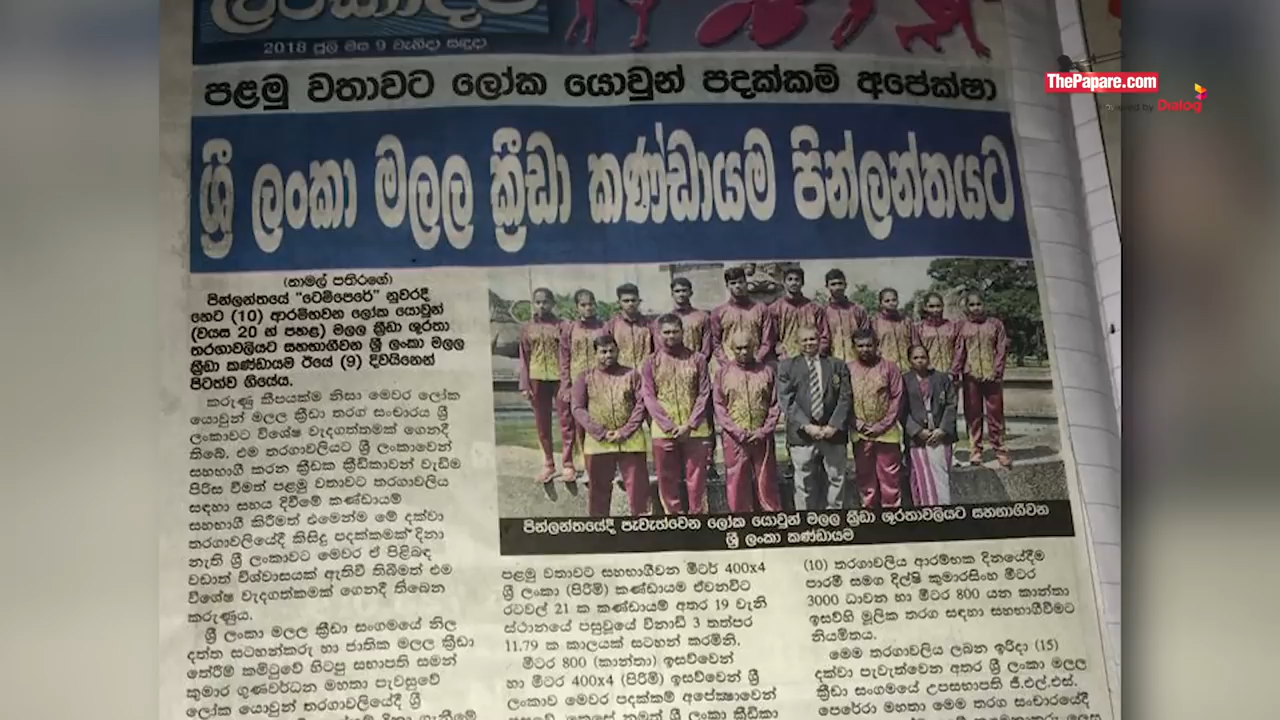 2018 ජූලි මස 9 වැනිදා සඳුදා
ThePapare.com
powered by Dialog
පළමු වතාවට ලෝක යොවුන් පදක්කම් අපේක්ෂා
ශ්‍රී ලංකා මලල ක්‍රීඩා කණ්ඩායම පින්ලන්තයට
(නාමල් පතිරගේ)
පින්ලන්තයේ "ටෙම්පෙරේ" නුවරදී
හෙට (10) ආරම්භවන ලෝක යොවුන්
(වයස 20 න් පහළ) මලල ක්‍රීඩා ශූරතා
තරගාවලියට සහභාගීවන ශ්‍රී ලංකා මලල
ක්‍රීඩා කණ්ඩායම ඊයේ (9) දිවයිනෙන්
පිටත්ව ගියේය.
කරුණු කීපයක්ම නිසා මෙවර ලෝක
යොවුන් මලල ක්‍රීඩා තරග සංචාරය ශ්‍රී
ලංකාවට විශේෂ වැදගත්තමක් ගෙනදී
තිබේ. එම තරගාවලියට ශ්‍රී ලංකාවෙන්
සහභාගී කරන ක්‍රීඩක ක්‍රීඩිකාවන් වැඩිම
පිරිස වීමත් පළමු වතාවට තරගාවලිය
සඳහා සහය දිවීමේ කණ්ඩායම්
සහභාගී කිරීමත් එමෙන්ම මේ දක්වා
තරගාවලියේදී කිසිදු පදක්කමක් දිනා
නැති ශ්‍රී ලංකාවට මෙවර ඒ පිළිබඳ
වඩාත් විශ්වාසයක් ඇතිවී තිබීමත් එම
විශේෂ වැදගත්කමක් ගෙනදී තිබෙන
කරුණුය.
ශ්‍රී ලංකා මලල ක්‍රීඩා සංගමයේ නිල
දත්ත සටහන්කරු හා ජාතික මලල ක්‍රීඩා
තේරීම් කමිටුවේ හිටපු සභාපති සමන්
කුමාර ගුණවර්ධන මහතා පැවසුවේ
ලෝක යොවුන් තරගාවලියේදී ශ්‍රී
පින්ලන්තයේදී පැවැත්වෙන ලෝක යොවුන් මලල ක්‍රීඩා ශූරතාවලියට සහභාගීවන
ශ්‍රී ලංකා කණ්ඩායම
පළමු වතාවට සහභාගීවන මීටර් 400x4
ශ්‍රී ලංකා (පිරිමි) කණ්ඩායම ඒවනවිට
රටවල් 21 ක කණ්ඩායම් අතර 19 වැනි
ස්ථානයේ පසුවූයේ විනාඩි 3 තත්පර
11.79 ක කාලයක් සටහන් කරමිනි.
මීටර් 800 (කාන්තා) ඉසව්වෙන්
හා මීටර් 400x4 (පිරිමි) ඉසව්වෙන් ශ්‍රී
ලංකාව මෙවර පදක්කම් අපේක්‍ෂාවෙන්
(10) තරගාවලිය ආරම්භක දිනයේදීම
පාරමී සමග දිල්ෂි කුමාරසිංහ මීටර්
3000 ධාවන හා මීටර් 800 යන කාන්තා
ඉසව්හි මූලික තරග සඳහා සහභාගීවීමට
නියමිතය.
මෙම තරගාවලිය ලබන ඉරිදා (15)
දක්වා පැවැත්වෙන අතර ශ්‍රී ලංකා මලල
ක්‍රීඩා සංගමයේ උපසභාපති ජී.එල්.එස්.
පෙරේරා මහතා මෙම තරග සංචාරයේදී